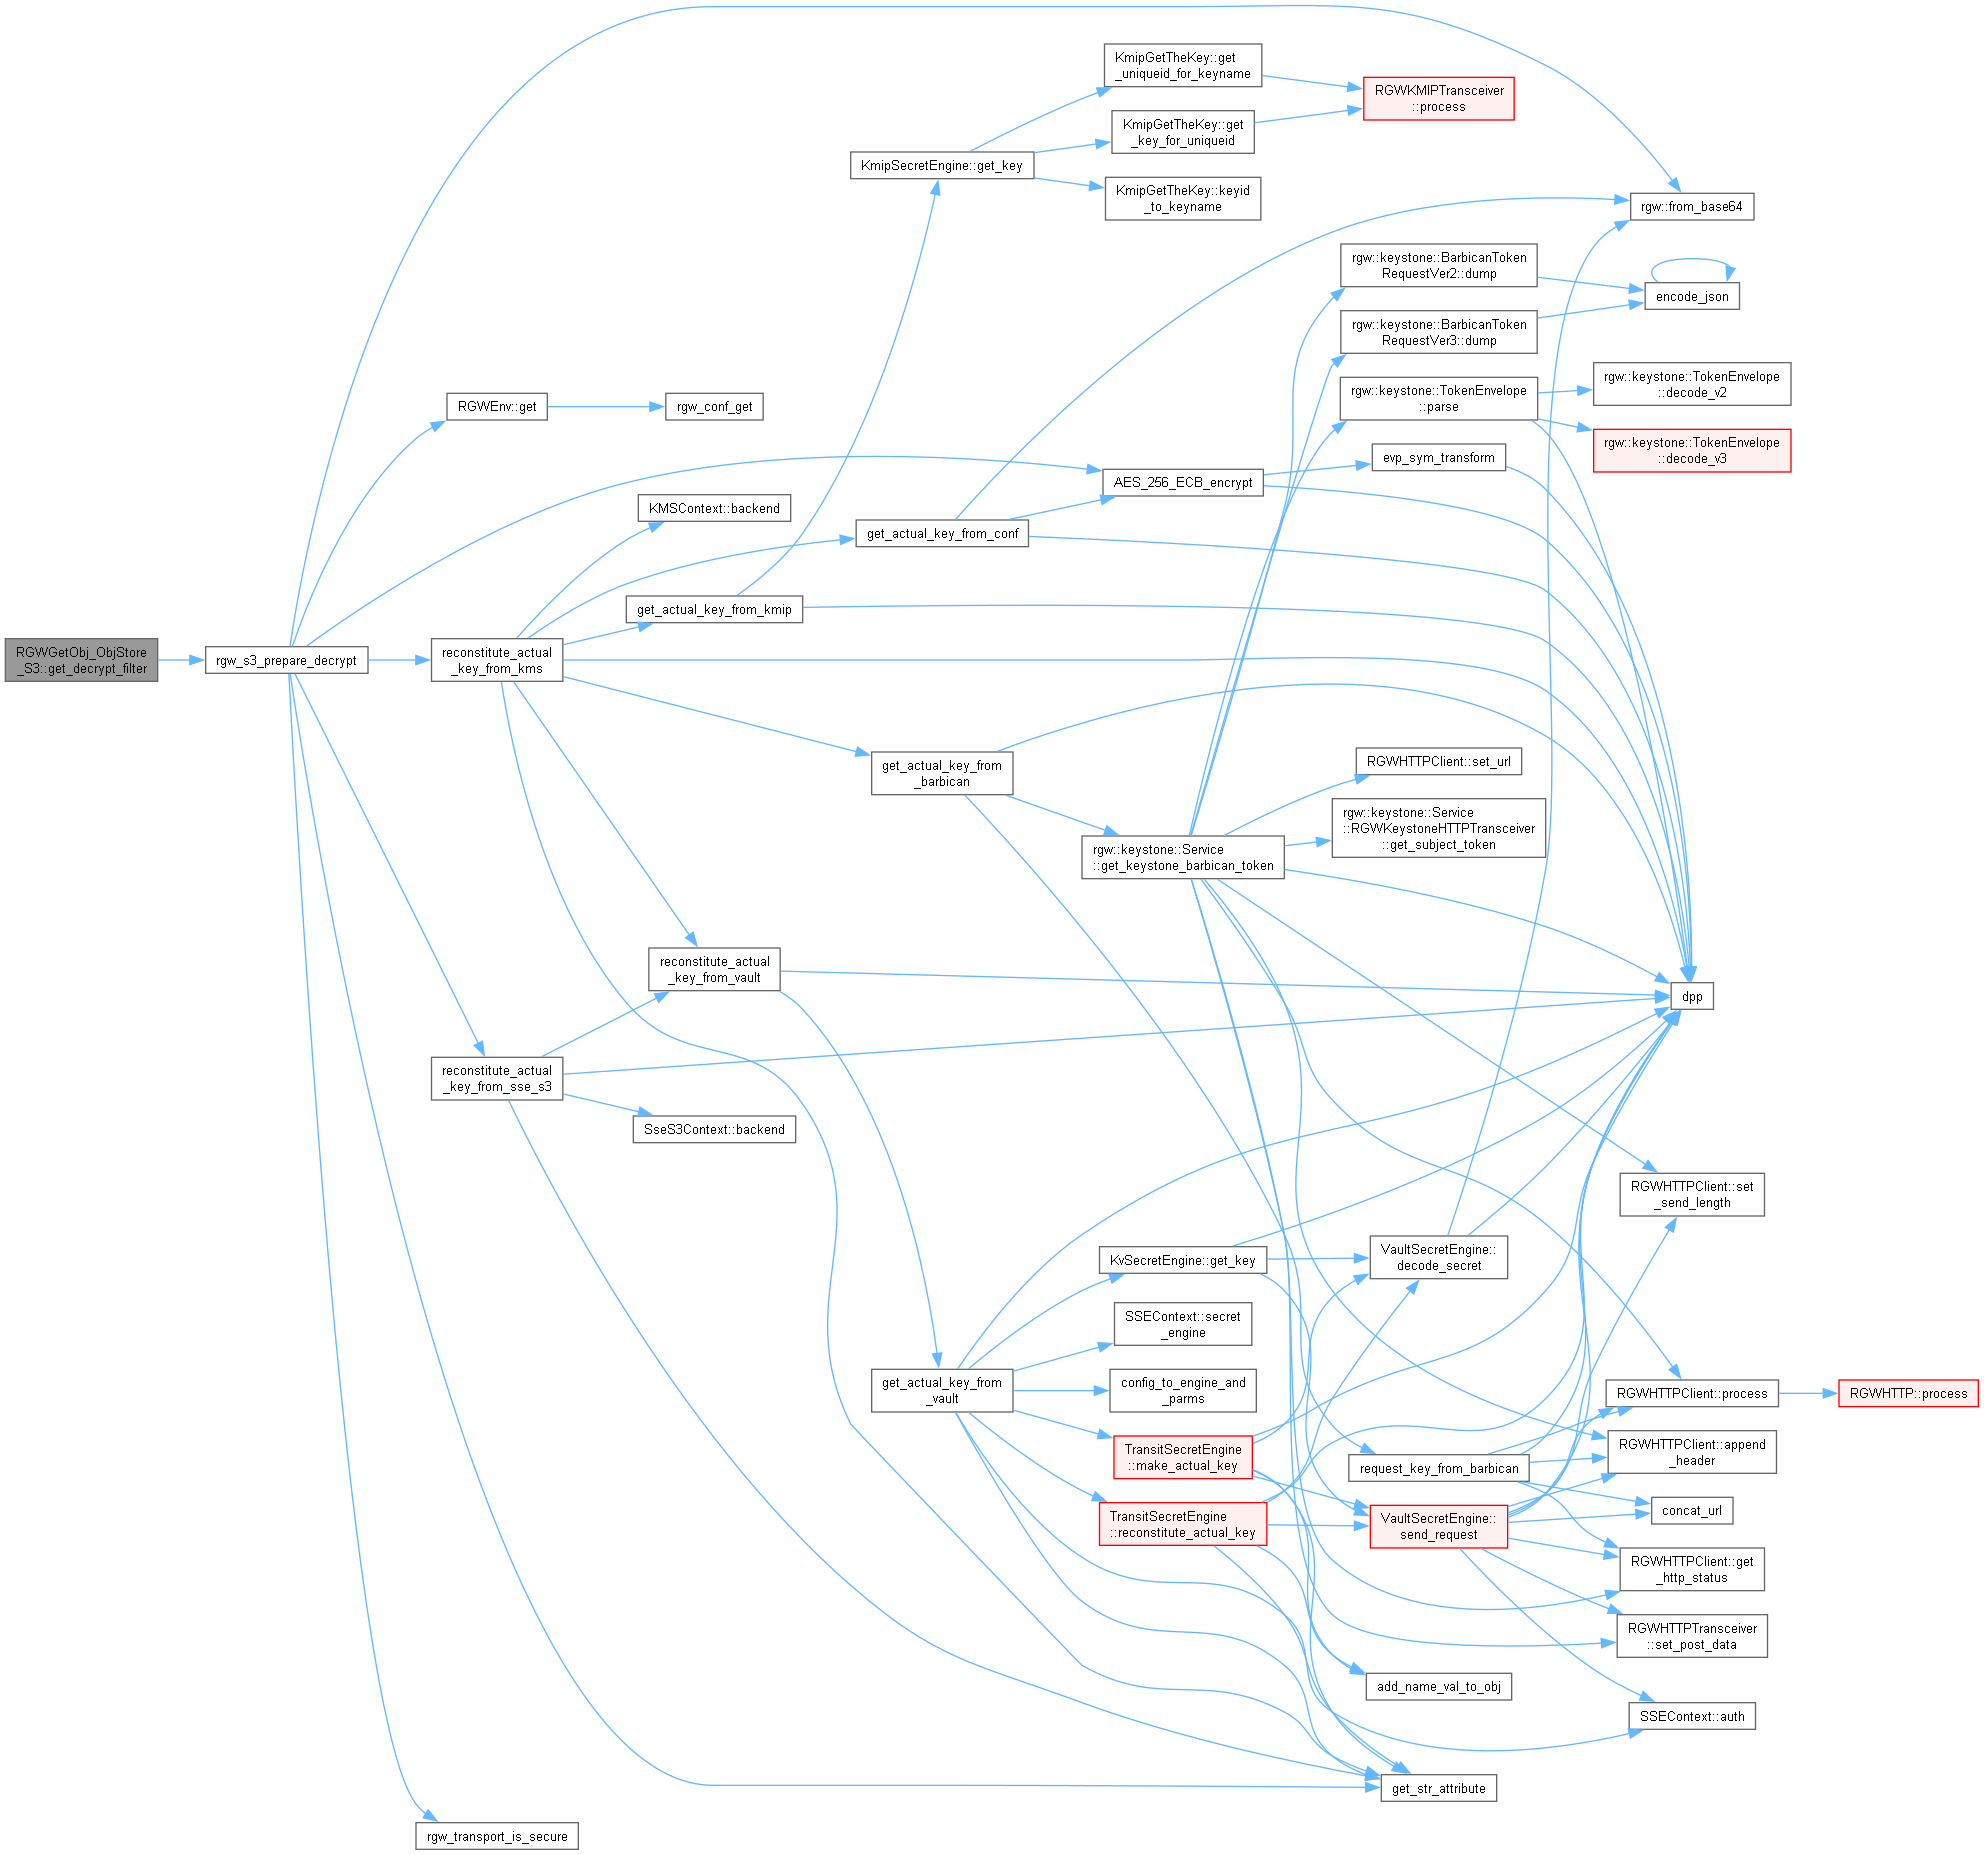 KmipGetTheKey::get
_uniqueid_for_keyname
RGWKMIPTransceiver
::process
KmipGetTheKey::get
_key_for_uniqueid
KmipSecretEngine::get_key
KmipGetTheKey::keyid
_to_keyname
rgw::from_base64
rgw::keystone::BarbicanToken
RequestVer2::dump
encode_json
rgw::keystone::BarbicanToken
RequestVer3::dump
rgw::keystone::TokenEnvelope
::parse
rgw::keystone::TokenEnvelope
::decode_v2
RGWEnv::get
rgw_conf_get
rgw::keystone::TokenEnvelope
::decode_v3
evp_sym_transform
AES_256_ECB_encrypt
KMSContext::backend
get_actual_key_from_conf
get_actual_key_from_kmip
RGWGetObj_ObjStore
_S3::get_decrypt_filter
rgw_s3_prepare_decrypt
reconstitute_actual
_key_from_kms
get_actual_key_from
_barbican
RGWHTTPClient::set_url
rgw::keystone::Service
::RGWKeystoneHTTPTransceiver
::get_subject_token
rgw::keystone::Service
::get_keystone_barbican_token
reconstitute_actual
_key_from_vault
dpp
reconstitute_actual
_key_from_sse_s3
SseS3Context::backend
RGWHTTPClient::set
_send_length
KvSecretEngine::get_key
VaultSecretEngine::
decode_secret
SSEContext::secret
_engine
get_actual_key_from
_vault
config_to_engine_and
_parms
RGWHTTPClient::process
RGWHTTP::process
TransitSecretEngine
::make_actual_key
RGWHTTPClient::append
_header
request_key_from_barbican
TransitSecretEngine
::reconstitute_actual_key
VaultSecretEngine::
send_request
concat_url
RGWHTTPClient::get
_http_status
RGWHTTPTransceiver
::set_post_data
add_name_val_to_obj
SSEContext::auth
get_str_attribute
rgw_transport_is_secure